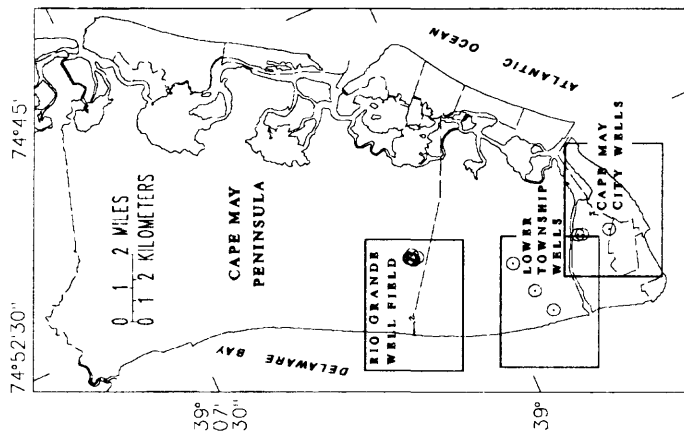 74°52'30"
74°45'
39°
07'
30"
39°
0 1 2 MILES
0 1 2 KILOMETERS
CAPE MAY
PENINSULA
DELAWARE BAY
ATLANTIC OCEAN
RIO GRANDE
WELL FIELD
LOWER
TOWNSHIP
WELLS
CAPE MAY
CITY WELLS